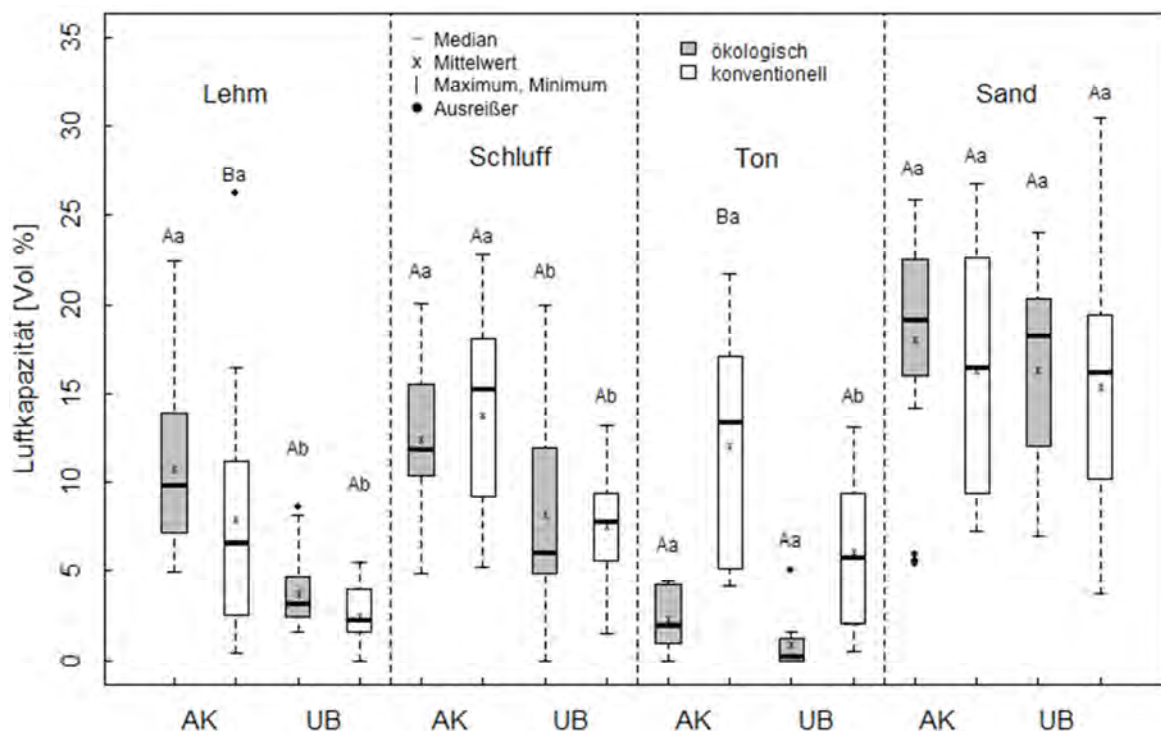 Luftkapazität [Vol %]
35
30
25
20
15
10
5
0
Median
x Mittelwert
Maximum, Minimum
Ausreißer
ökologisch
konventionell
Lehm
Schluff
Ton
Sand
Aa
Ba
Ab
Ab
Aa
Aa
Ab
Ab
Aa
Ba
Aa
Ab
Aa
Aa
Aa
Aa
AK UB AK UB AK UB AK UB